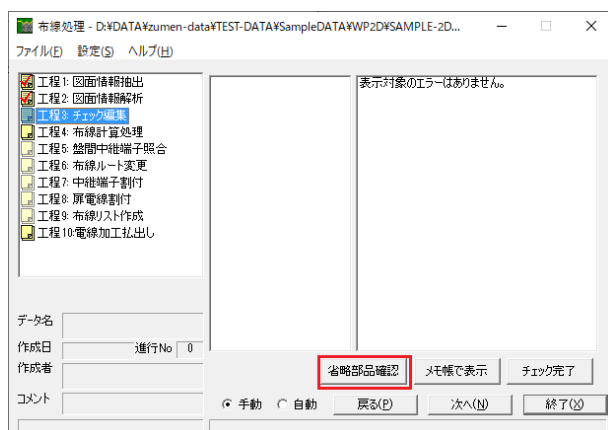 布線処理 - D:¥DATA¥zumen-data¥TEST-DATA¥SampleDATA¥WP2D¥SAMPLE-2D...
ファイル(F) 設定(S) ヘルプ(H)
工程1: 図面情報抽出
工程2: 図面情報解析
工程3: チェック編集
工程4: 布線計算処理
工程5: 盤間中継端子照合
工程6: 布線ルート変更
工程7: 中継端子割付
工程8: 扉電線割付
工程9: 布線リスト作成
工程10:電線加工払出し
表示対象のエラーはありません。
データ名
作成日 進行No 0
作成者
コメント
省略部品確認 メモ帳で表示 チェック完了
手動 自動 戻る(P) 次へ(N) 終了(X)